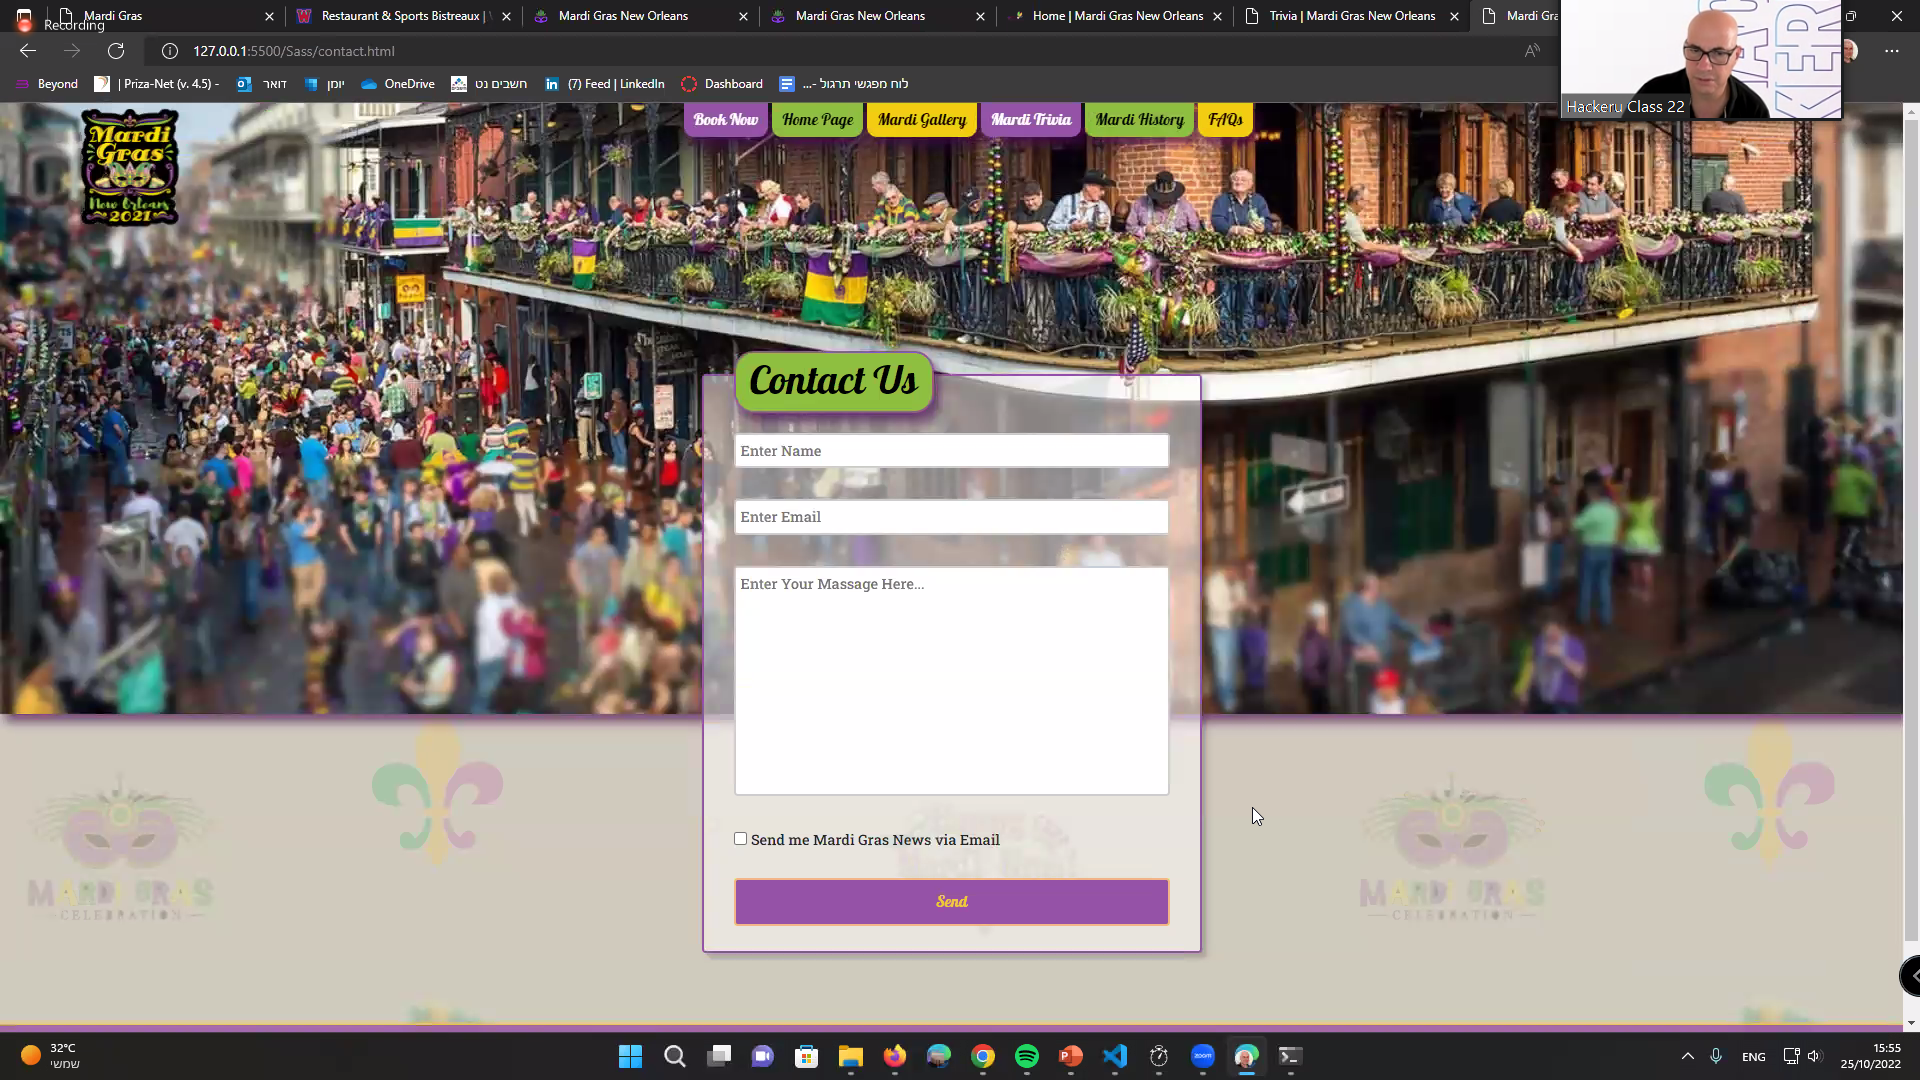 Mardi Gras
Restaurant & Sports Bistreaux |
Mardi Gras New Orleans
Mardi Gras New Orleans
Home | Mardi Gras New Orleans
Trivia | Mardi Gras New Orleans
Mardi Gra
Recording
127.0.0.1:5500/Sass/contact.html
Beyond
| Priza-Net (v. 4.5) -
דואר
יומן
OneDrive
חשבים נט
(7) Feed | LinkedIn
Dashboard
לוח מפגשי תרגול -...
Hackeru Class 22
Mardi
Gras
New Orleans
2021
Book Now
Home Page
Mardi Gallery
Mardi Trivia
Mardi History
FAQs
Contact Us
Enter Name
Enter Email
Enter Your Massage Here...
Send me Mardi Gras News via Email
Send
MARDI GRAS
CELEBRATION
MARDI GRAS
CELEBRATION
32°C
שמשי
zoom
ENG
15:55
25/10/2022